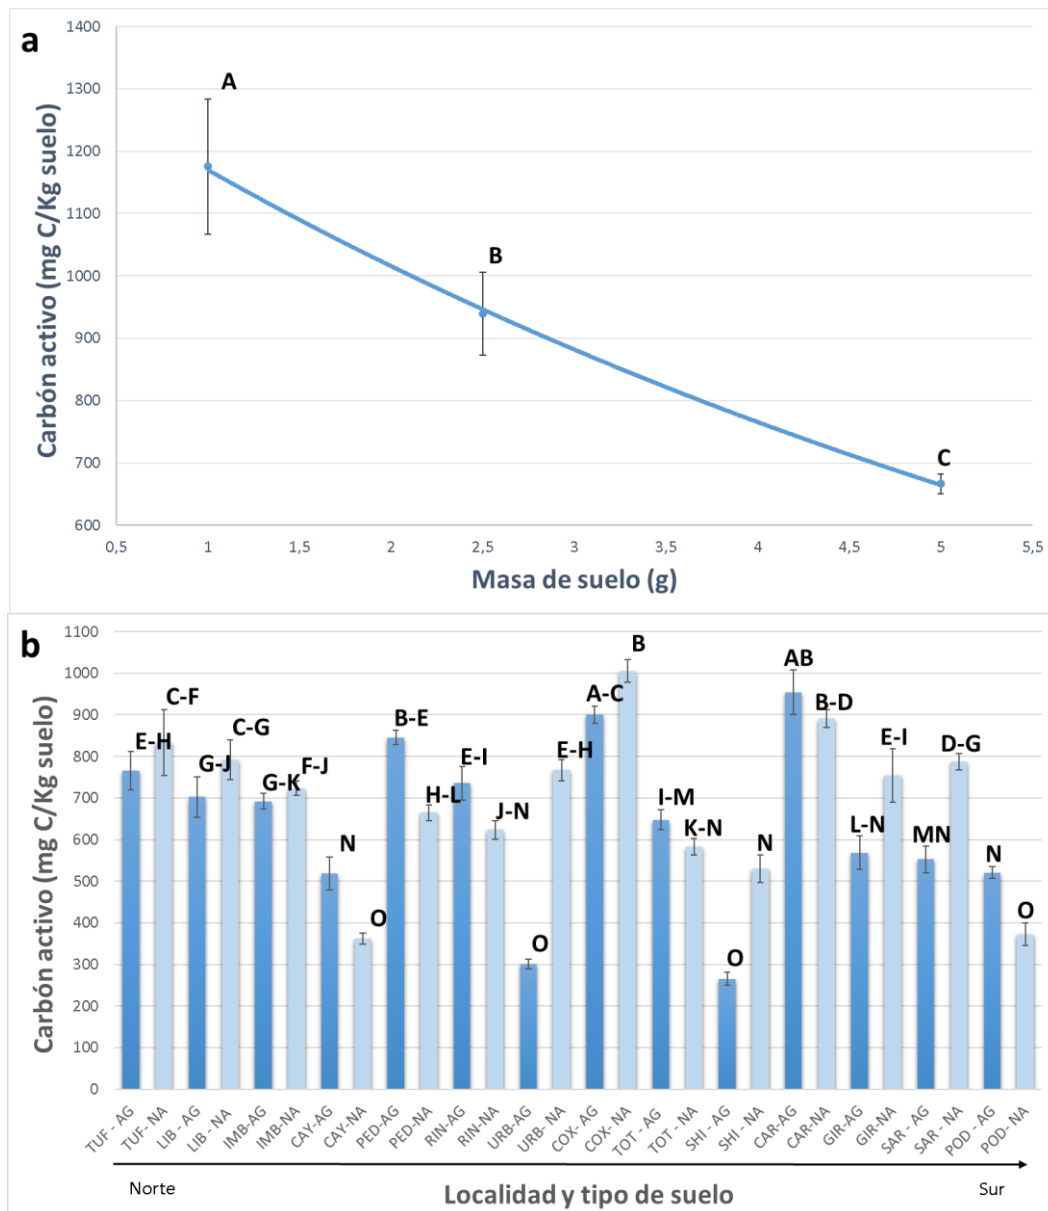 a
1400
1300
1200
1100
1000
900
800
700
600
Carbón activo (mg C/Kg suelo)
A
B
C
0,5 1 1,5 2 2,5 3 3,5 4 4,5 5 5,5
Masa de suelo (g)
b
1100
1000
900
800
700
600
500
400
300
200
100
0
Carbón activo (mg C/Kg suelo)
E-H C-F G-J C-G G-K F-J N O B-E H-L E-I J-N O E-H A-C B I-M K-N O N AB B-D L-N E-I MN D-G N O
TUF - AG TUF- NA LIB - AG LIB - NA IMB-AG IMB-NA CAY-AG CAY-NA PED-AG PED-NA RIN-AG RIN-NA URB-AG URB- NA COX - AG COX- NA TOT - AG TOT - NA SHI - AG SHI - NA CAR-AG CAR-NA GIR-AG GIR-NA SAR - AG SAR - NA POD - AG POD- NA
Norte Sur
Localidad y tipo de suelo